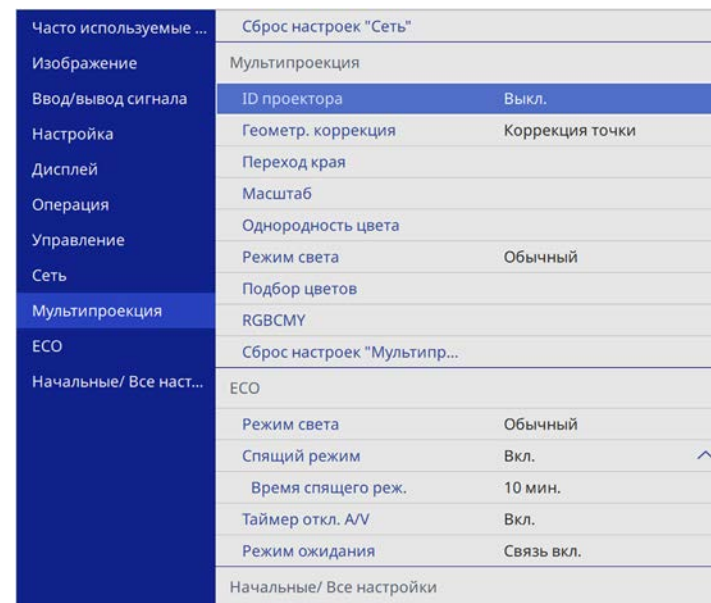 Часто используемые ...
Изображение
Ввод/вывод сигнала
Настройка
Дисплей
Операция
Управление
Сеть
Мультипроекция
ECO
Начальные/ Все наст...
Сброс настроек "Сеть"
Мультипроекция
ID проектора Выкл.
Геометр. коррекция Коррекция точки
Переход края
Масштаб
Однородность цвета
Режим света Обычный
Подбор цветов
RGBCMY
Сброс настроек "Мультипр...
ECO
Режим света Обычный
Спящий режим Вкл.
Время спящего реж. 10 мин.
Таймер откл. A/V Вкл.
Режим ожидания Связь вкл.
Начальные/ Все настройки